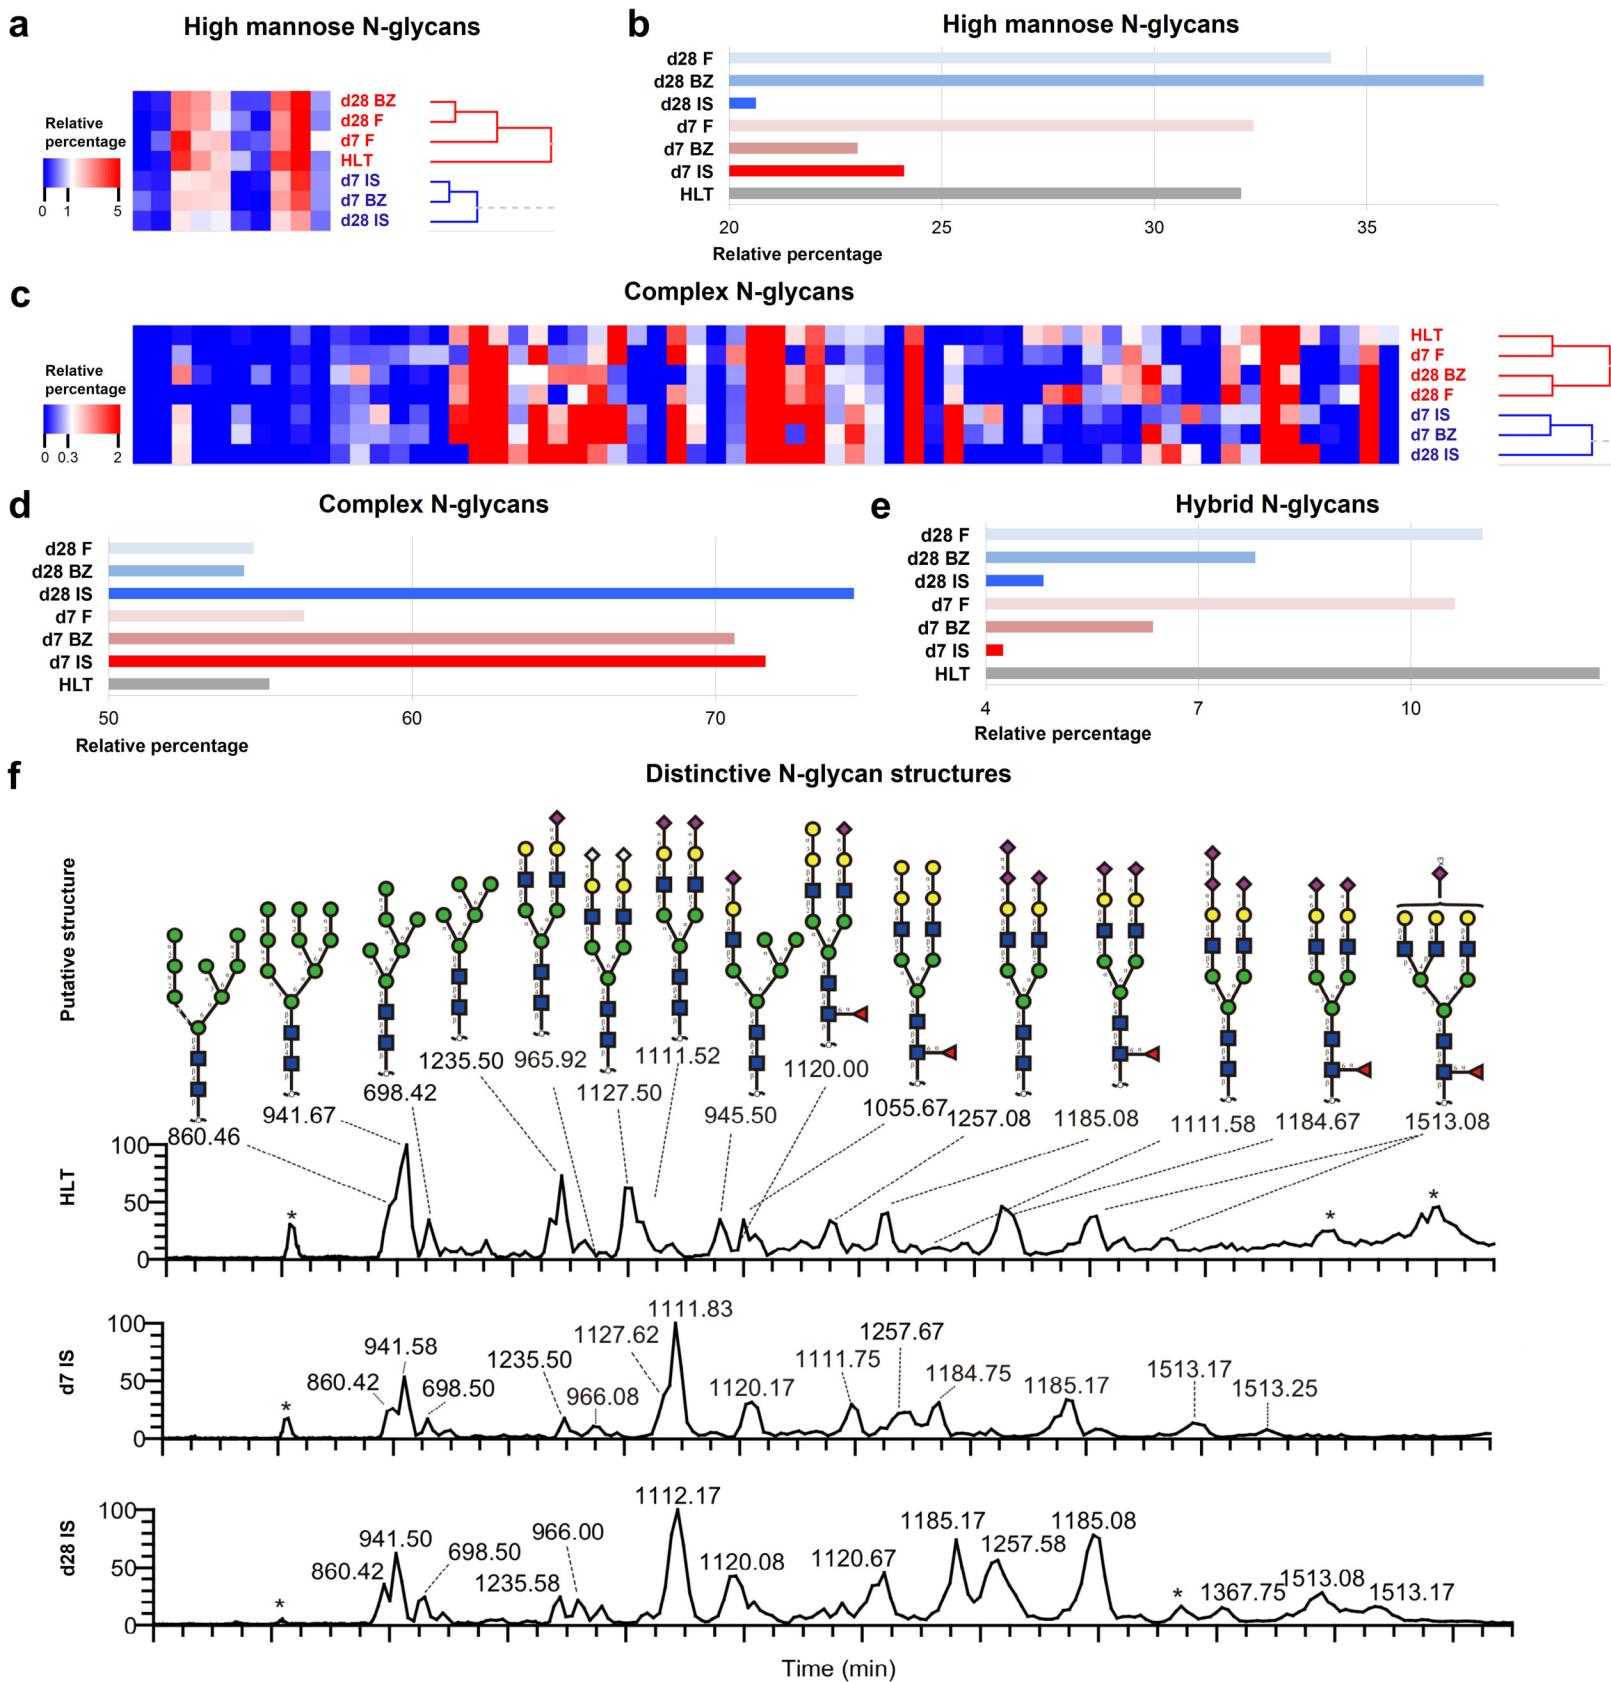 a
High mannose N-glycans
Relative
percentage
0 1 5
d28 BZ
d28 F
d7 F
HLT
d7 IS
d7 BZ
d28 IS
b
High mannose N-glycans
d28 F
d28 BZ
d28 IS
d7 F
d7 BZ
d7 IS
HLT
20 25 30 35
Relative percentage
c
Complex N-glycans
Relative
percentage
0 0.3 2
HLT
d7 F
d28 BZ
d28 F
d7 IS
d7 BZ
d28 IS
d
Complex N-glycans
d28 F
d28 BZ
d28 IS
d7 F
d7 BZ
d7 IS
HLT
50 60 70
Relative percentage
e
Hybrid N-glycans
d28 F
d28 BZ
d28 IS
d7 F
d7 BZ
d7 IS
HLT
4 7 10
Relative percentage
f
Distinctive N-glycan structures
Putative structure
x3
860.46
941.67
698.42
1235.50
965.92
1127.50
1111.52
945.50
1120.00
1055.67
1257.08
1185.08
1111.58
1184.67
1513.08
HLT
100
50
0
*
*
*
d7 IS
100
50
0
*
860.42
941.58
698.50
1235.50
966.08
1127.62
1111.83
1120.17
1111.75
1257.67
1184.75
1185.17
1513.17
1513.25
d28 IS
100
50
0
*
860.42
941.50
698.50
1235.58
966.00
1112.17
1120.08
1120.67
1185.17
1257.58
1185.08
*
1367.75
1513.08
1513.17
Time (min)